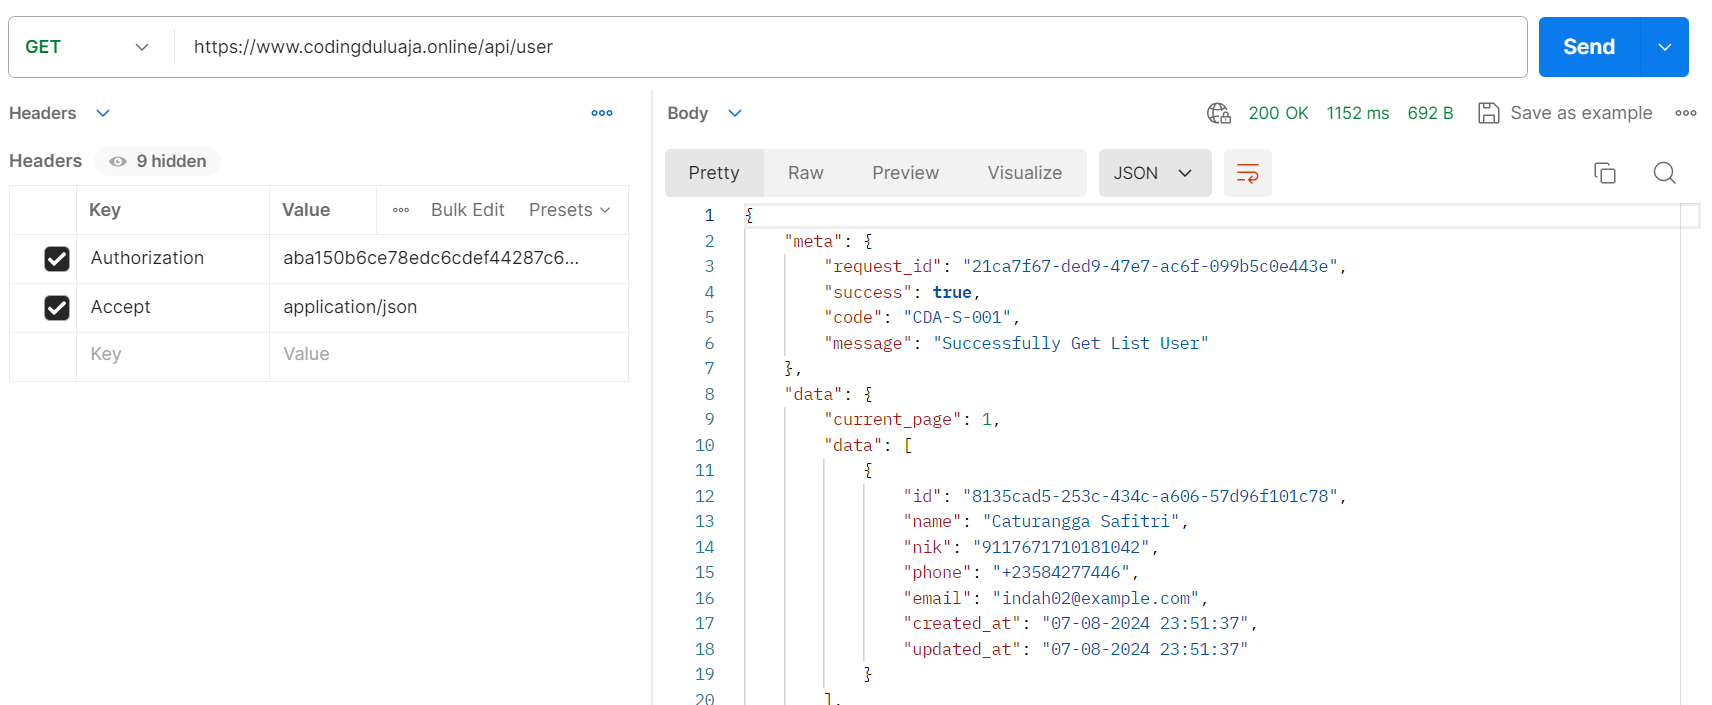 GET https://www.codingduluaja.online/api/user Send
Headers
Headers 9 hidden
Key Value Bulk Edit Presets
Authorization aba150b6ce78edc6cdef44287c6...
Accept application/json
Key Value
Body 200 OK 1152 ms 692 B Save as example
Pretty Raw Preview Visualize JSON
1 {
2 "meta": {
3 "request_id": "21ca7f67-ded9-47e7-ac6f-099b5c0e443e",
4 "success": true,
5 "code": "CDA-S-001",
6 "message": "Successfully Get List User"
7 },
8 "data": {
9 "current_page": 1,
10 "data": [
11 {
12 "id": "8135cad5-253c-434c-a606-57d96f101c78",
13 "name": "Caturangga Safitri",
14 "nik": "9117671710181042",
15 "phone": "+23584277446",
16 "email": "indah02@example.com",
17 "created_at": "07-08-2024 23:51:37",
18 "updated_at": "07-08-2024 23:51:37"
19 }
20 ],